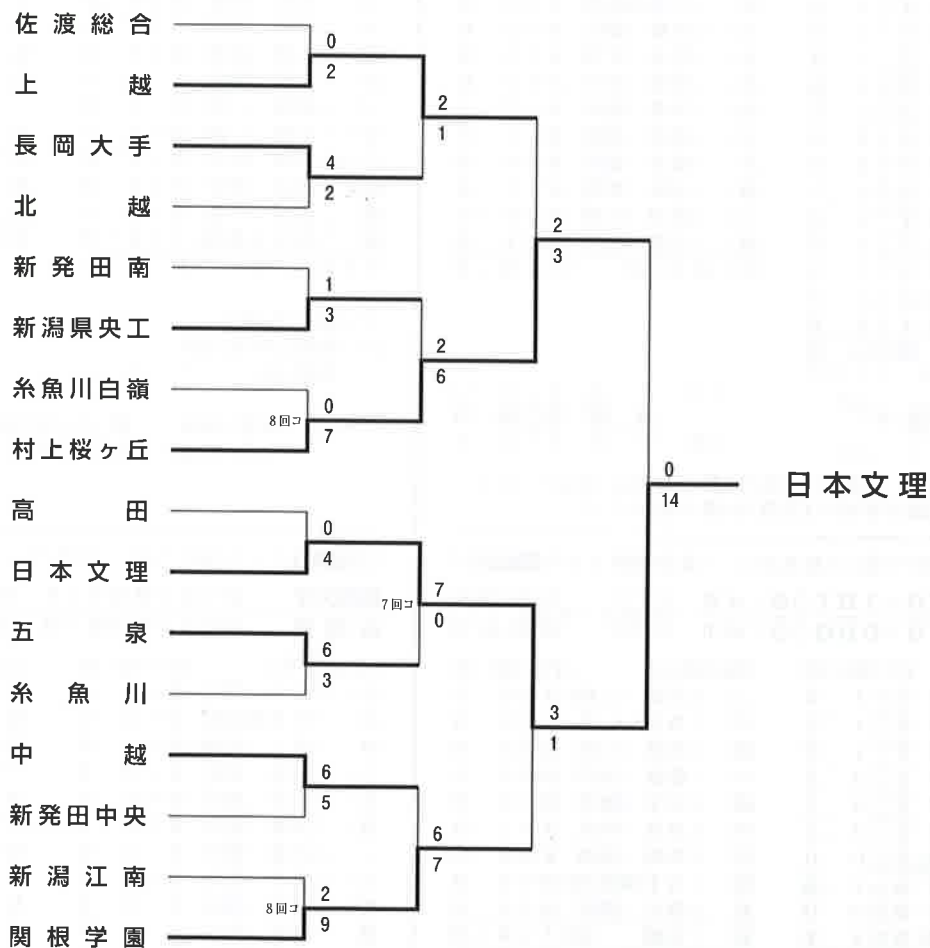 佐渡総合
0
2
上越
2
1
長岡大手
4
2
北越
2
3
新発田南
1
3
新潟県央工
2
6
糸魚川白嶺
0
8回コ
7
村上桜ヶ丘
0
14
日本文理
高田
0
4
日本文理
7回コ
7
0
五泉
6
3
糸魚川
3
1
中越
6
5
新発田中央
6
7
新潟江南
2
8回コ
9
関根学園